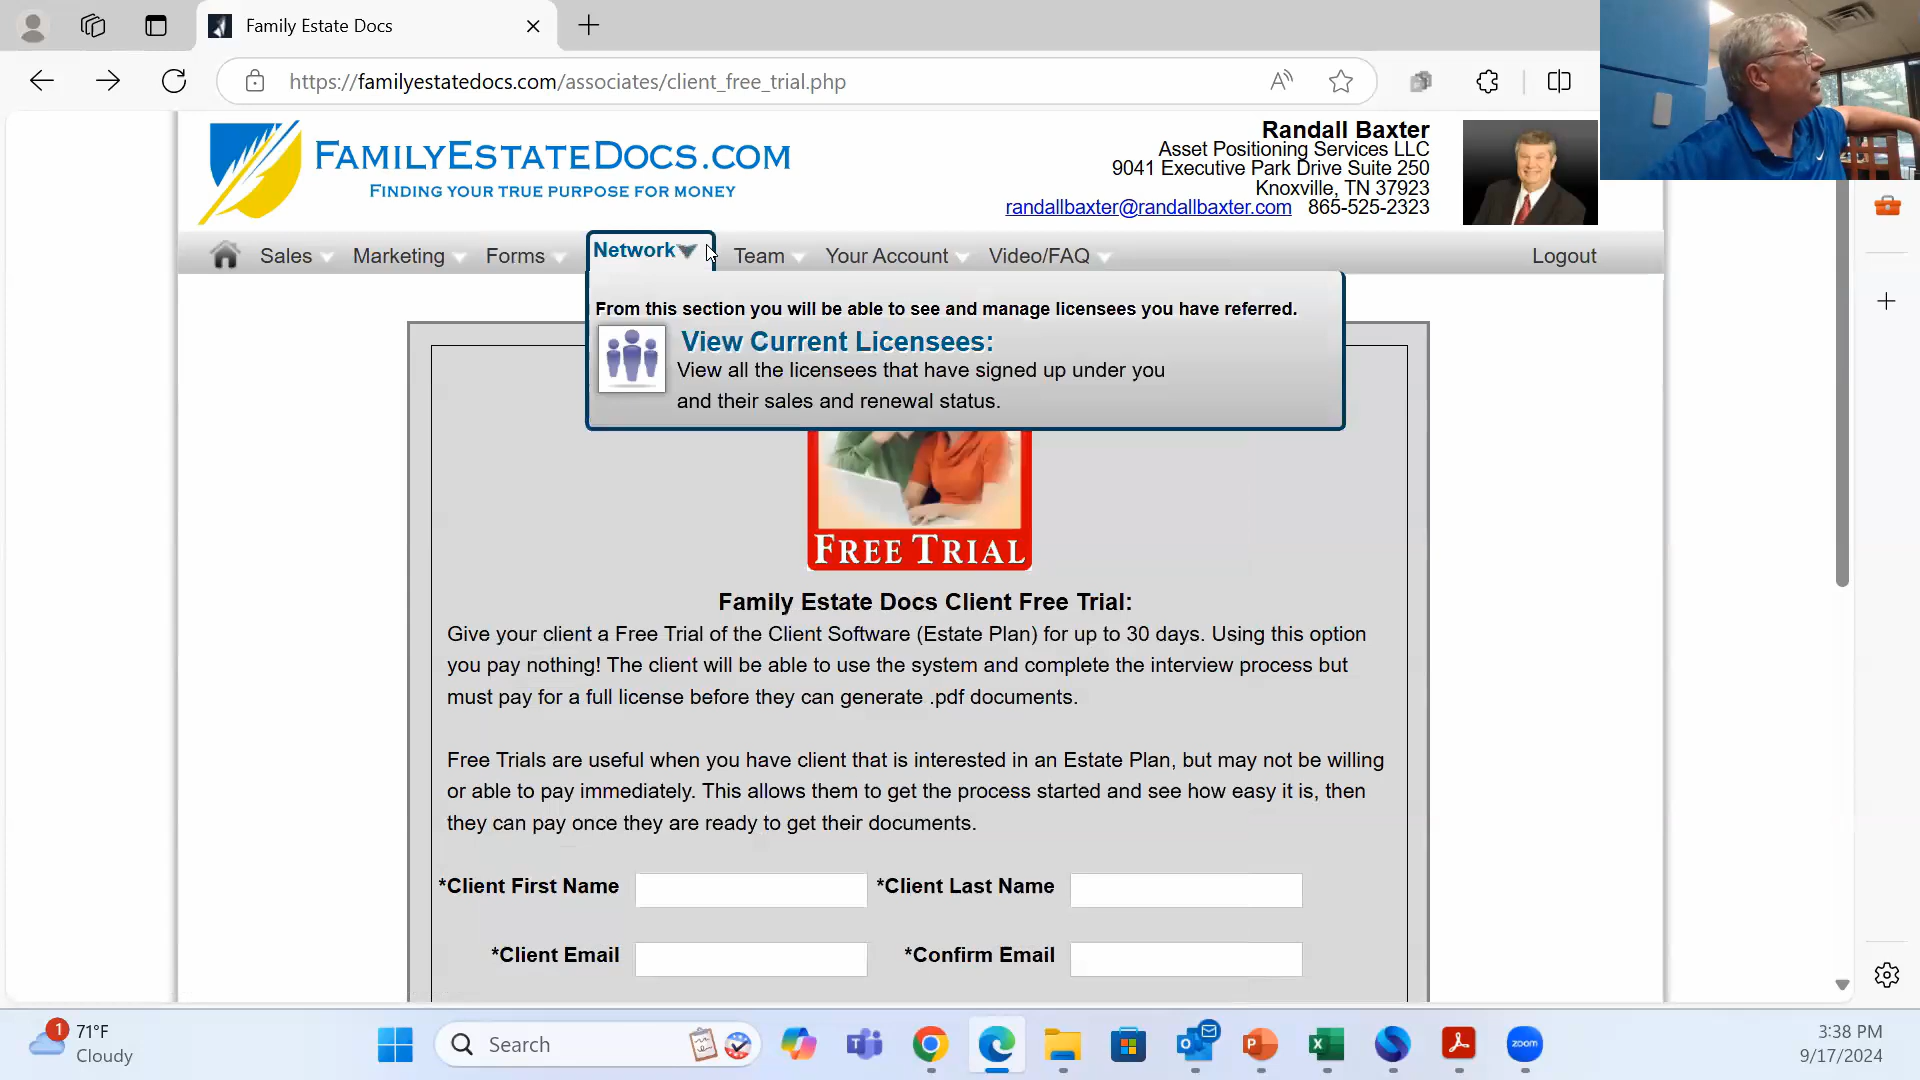 Family Estate Docs
https://familyestatedocs.com/associates/client_free_trial.php
FAMILYESTATEDOCS.COM
FINDING YOUR TRUE PURPOSE FOR MONEY
Randall Baxter
Asset Positioning Services LLC
9041 Executive Park Drive Suite 250
Knoxville, TN 37923
randallbaxter@randallbaxter.com 865-525-2323
Sales Marketing Forms Network Team Your Account Video/FAQ Logout
From this section you will be able to see and manage licensees you have referred.
View Current Licensees:
View all the licensees that have signed up under you
and their sales and renewal status.
FREE TRIAL
Family Estate Docs Client Free Trial:
Give your client a Free Trial of the Client Software (Estate Plan) for up to 30 days. Using this option
you pay nothing! The client will be able to use the system and complete the interview process but
must pay for a full license before they can generate .pdf documents.
Free Trials are useful when you have client that is interested in an Estate Plan, but may not be willing
or able to pay immediately. This allows them to get the process started and see how easy it is, then
they can pay once they are ready to get their documents.
*Client First Name *Client Last Name
*Client Email *Confirm Email
1 71°F
Cloudy
Search
zoom
3:38 PM
9/17/2024